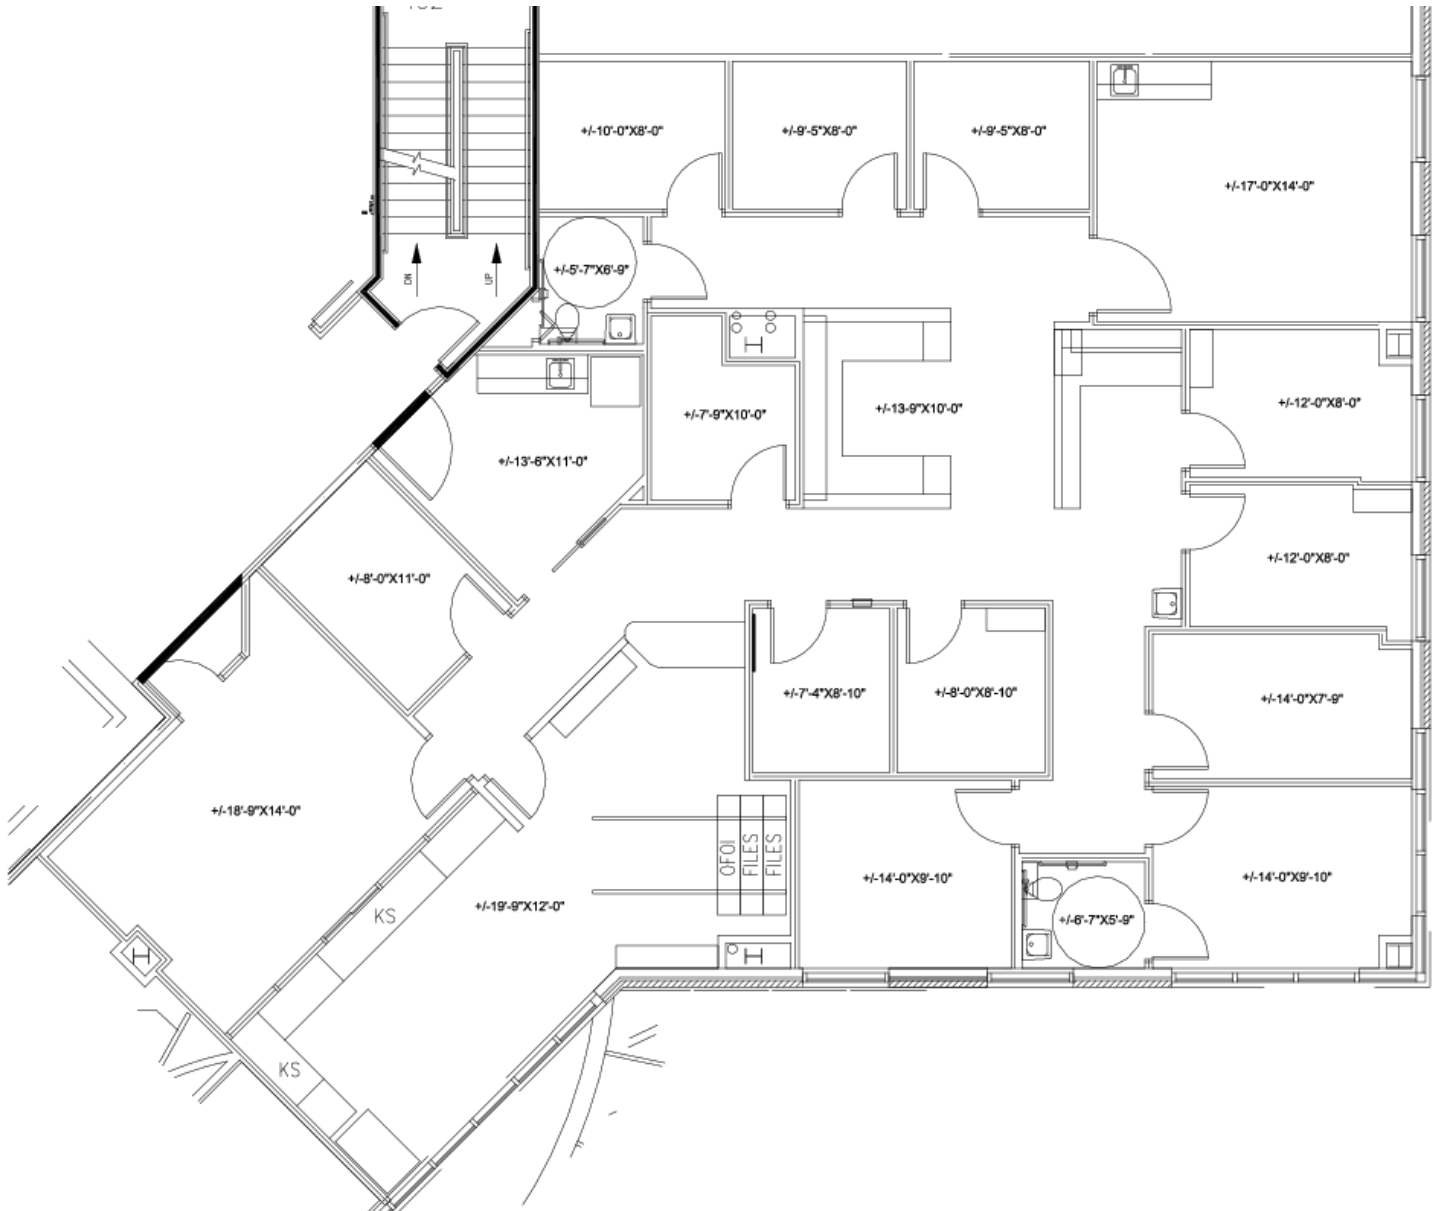 +/-10'-0"X8'-0"
+/-9'-5"X8'-0"
+/-9'-5"X8'-0"
+/-17'-0"X14'-0"
DN
UP
+/-5'-7"X6'-9"
H
+/-7'-9"X10'-0"
+/-13-9"X10'-0"
+/-12'-0"X8'-0"
+/-13'-6"X11'-0"
+/-8'-0"X11'-0"
+/-12'-0"X8'-0"
+/-7'-4"X8'-10"
+/-8'-0"X8'-10"
+/-14'-0"X7'-9"
+/-18'-9"X14'-0"
OFOI
FILES
FILES
+/-14'-0"X9'-10"
+/-14'-0"X9'-10"
KS
+/-19'-9"X12'-0"
+/-6'-7"X5'-9"
H
H
KS